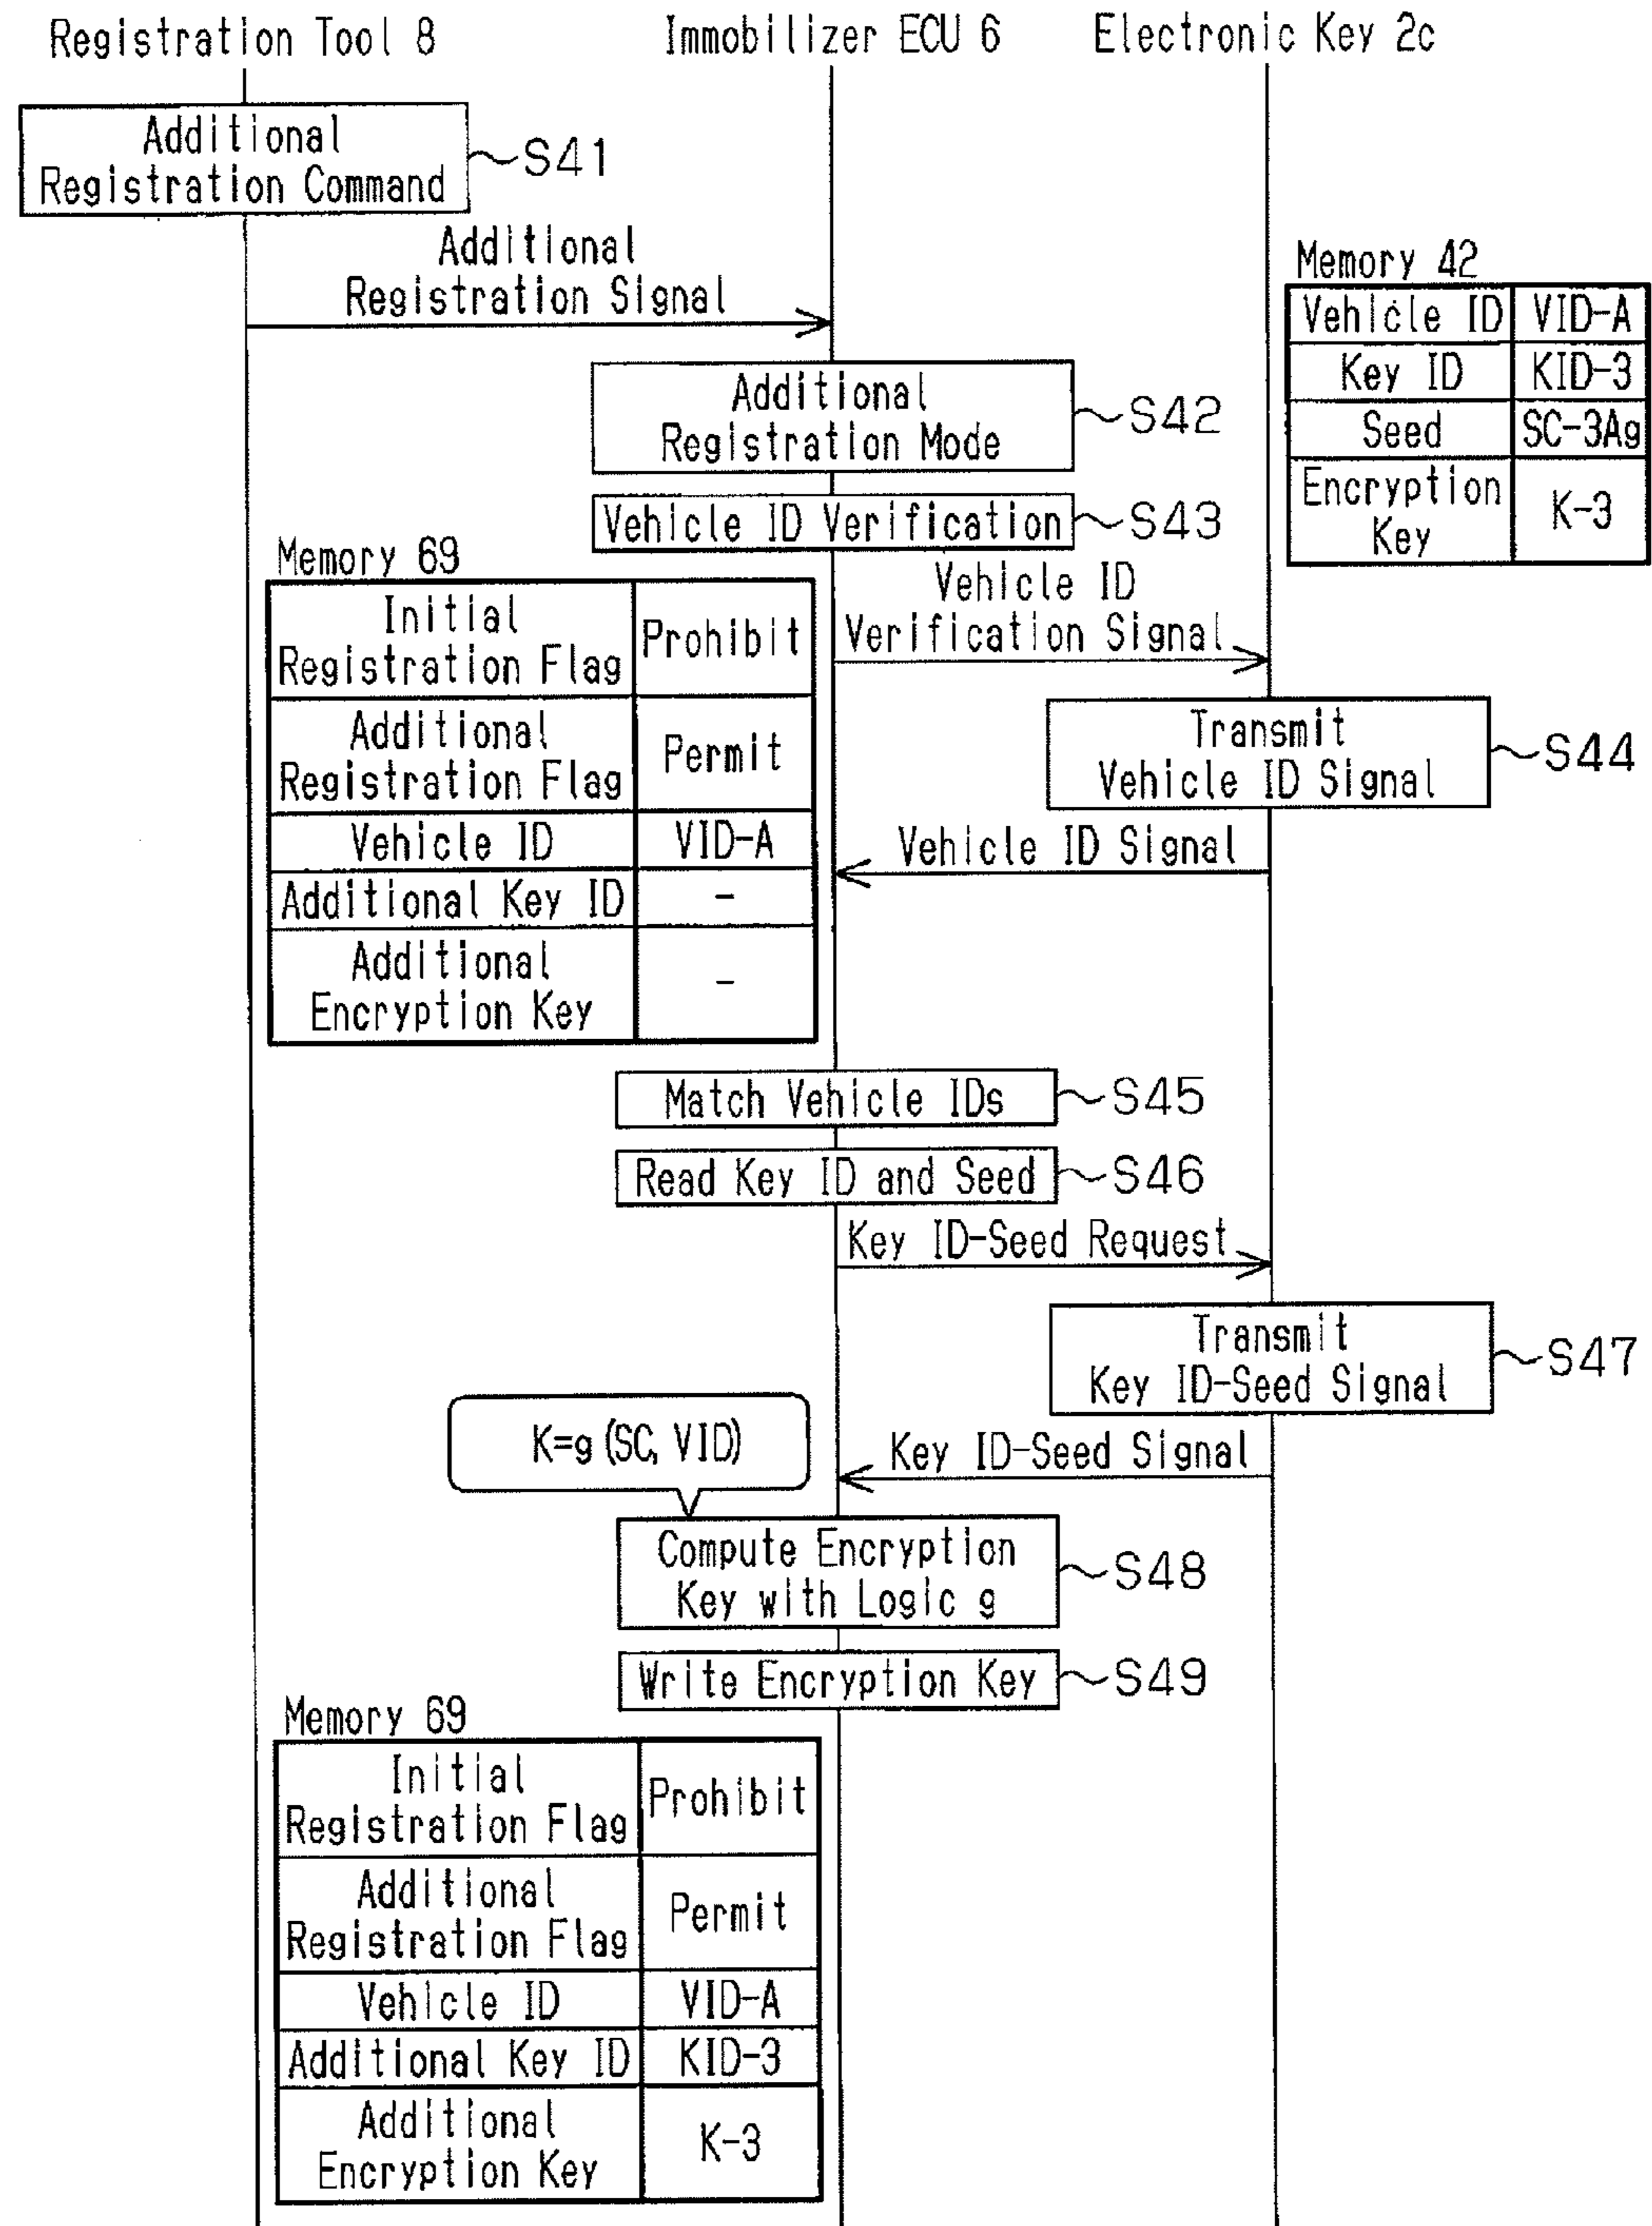 Registration Tool 8
Immobilizer ECU 6
Electronic Key 2c
Additional
Registration Command
S41
Additional
Registration Signal
Memory 42
Vehicle ID VID-A
Key ID KID-3
Seed SC-3Ag
Encryption
Key
K-3
Additional
Registration Mode
S42
Vehicle ID Verification
S43
Memory 69
Initial
Registration Flag
Prohibit
Additional
Registration Flag
Permit
Vehicle ID VID-A
Additional Key ID -
Additional
Encryption Key
-
Vehicle ID
Verification Signal
Transmit
Vehicle ID Signal
S44
Vehicle ID Signal
Match Vehicle IDs
S45
Read Key ID and Seed
S46
Key ID-Seed Request
Transmit
Key ID-Seed Signal
S47
Key ID-Seed Signal
K=g (SC, VID)
Compute Encryption
Key with Logic g
S48
Write Encryption Key
S49
Memory 69
Initial
Registration Flag
Prohibit
Additional
Registration Flag
Permit
Vehicle ID VID-A
Additional Key ID KID-3
Additional
Encryption Key
K-3